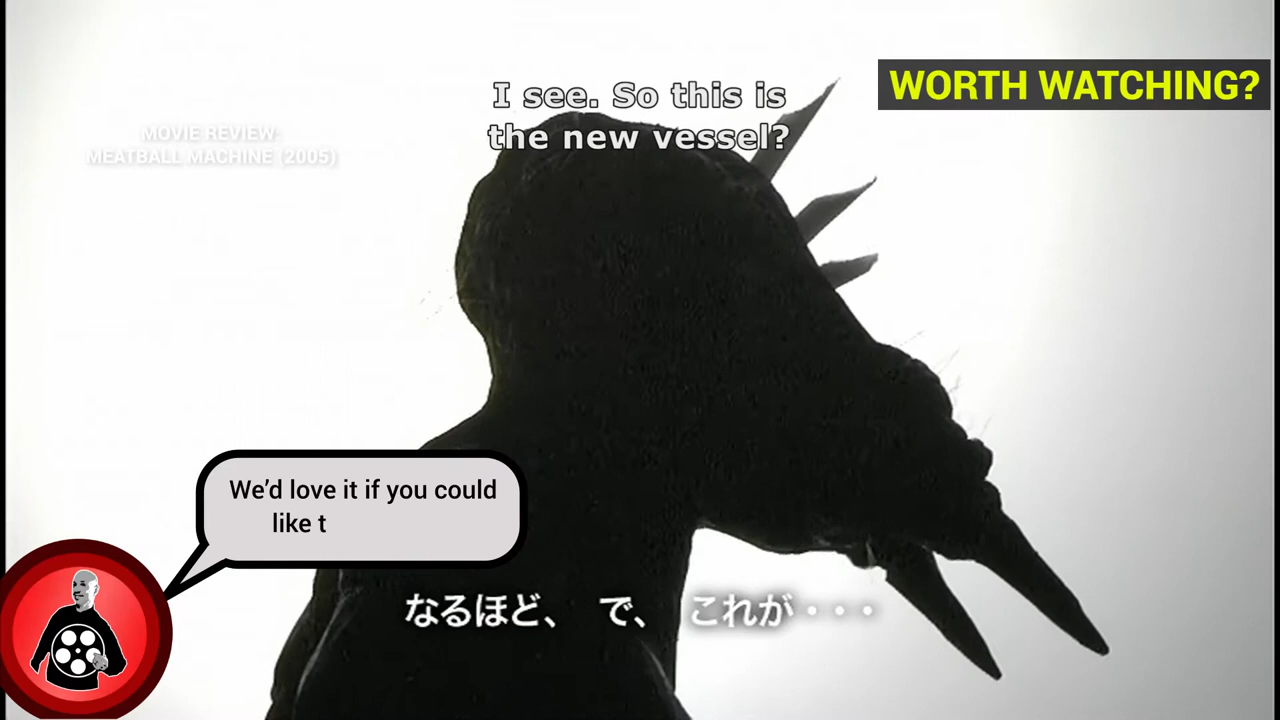 I see. So this is
the new vessel?
WORTH WATCHING?
MOVIE REVIEW:
MEATBALL MACHINE (2005)
We'd love it if you could
like t
なるほど、 で、 これが・・・